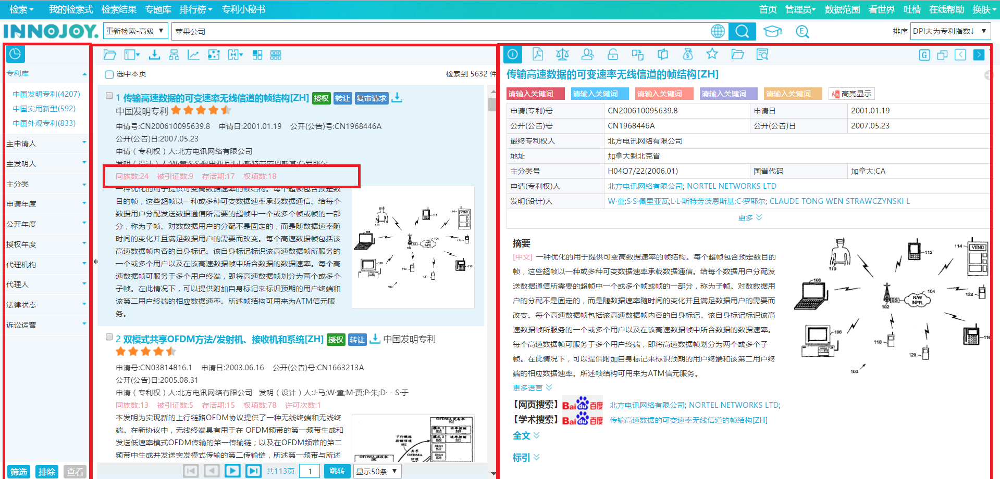 检索 我的检索式 检索结果 专题库 排行榜 专利小秘书 首页 管理员 数据范围 看世界 吐槽 在线帮助 换肤
INNOJOY. 重新检索-高级 苹果公司 E 排序 DPI大为专利指数↓
专利库
中国发明专利(4207)
中国实用新型(592)
中国外观专利(833)
主申请人
主发明人
主分类
申请年度
公开年度
授权年度
代理机构
代理人
法律状态
诉讼运营
筛选 排除 查看
选中本页 检索到 5632 件
1 传输高速数据的可变速率无线信道的帧结构[ZH] 授权 转让 复审请求
中国发明专利
申请号:CN200610095639.8 申请日:2001.01.19 公开(公告)号:CN1968446A
公开(公告)日:2007.05.23
申请（专利权）人:北方电讯网络有限公司
发明（设计）人:W·童;S·S·佩里亚瓦;L·L·斯特劳茨恩斯基;C·罗耶尔
同族数:24 被引证数:9 存活期:17 权项数:18
一种优化的用于提供可变高数据速率的帧结构。每个超帧包含预定数
目的帧，这些超帧以一种或多种可变数据速率承载数据通信。给每个
数据用户分配发送数据通信所需要的超帧中一个或多个帧或帧的一部
分，称为子帧。对数数据用户的分配不是固定的，而是随数据速率随
时间的变化并且满足数据用户的需要而改变。每个高速数据帧包括该
高速数据帧内容的自身标记。该自身标记标识该高速数据帧所服务的
一个或多个用户以及在该高速数据帧中所含数据的数据速率。每个高
速数据帧可服务于多个用户终端，即将高速数据帧划分为两个或多个
子帧。在此情况下，可以提供附加自身标记来标识预期的用户终端和
该第二用户终端的相应数据速率。所述帧结构可用来为ATM信元服
务。
110 112 114 VEND
108 BS N/W INFR. 104 122
102
106 118 120 116
100
2 双模式共享OFDM方法/发射机、接收机和系统[ZH] 授权 转让 中国发明专利
申请号:CN03814816.1 申请日:2003.06.16 公开(公告)号:CN1663213A
公开(公告)日:2005.08.31
申请（专利权）人:北方电讯网络有限公司 发明（设计）人:J·马;W·童;M·贾;P·朱;D·－S·于
同族数:13 被引证数:5 存活期:15 权项数:78 许可次数:1
本发明为实现新的上行链路OFDM协议提供了一种无线终端和无线终
端。在新协议中，无线终端具有用于在 OFDM频带的第一频带生成和
发送低速率模式OFDM传输的第一传输链；以及在OFDM频带的第二
频带中生成并发送突发模式传输的第二传输链，所述第一频带与所述
OFDMA 发射机
模式 1 功率控制
模式 2 速率控制
下行链路
控制信道
RACH
共享
OFDMA
信道
RACH
OFDMA 接收机
共113页 1 跳转 显示50条
G
传输高速数据的可变速率无线信道的帧结构[ZH]
请输入关键词 请输入关键词 请输入关键词 请输入关键词 请输入关键词 Aa 高亮显示
申请(专利)号 CN200610095639.8 申请日 2001.01.19
公开(公告)号 CN1968446A 公开(公告)日 2007.05.23
最终专利权人 北方电讯网络有限公司
地址 加拿大魁北克省
主分类号 H04Q7/22(2006.01) 国省代码 加拿大;CA
申请(专利权)人 北方电讯网络有限公司; NORTEL NETWORKS LTD
发明(设计)人 W·童;S·S·佩里亚瓦;L·L·斯特劳茨恩斯基;C·罗耶尔; CLAUDE TONG WEN STRAWCZYNSKI L
更多
摘要
[中文] 一种优化的用于提供可变高数据速率的帧结构。每个超帧包含预定数目的
帧，这些超帧以一种或多种可变数据速率承载数据通信。给每个数据用户分配发
送数据通信所需要的超帧中一个或多个帧或帧的一部分，称为子帧。对数数据用
户的分配不是固定的，而是随数据速率随时间的变化并且满足数据用户的需要而
改变。每个高速数据帧包括该高速数据帧内容的自身标记。该自身标记标识该高
速数据帧所服务的一个或多个用户以及在该高速数据帧中所含数据的数据速率。
每个高速数据帧可服务于多个用户终端，即将高速数据帧划分为两个或多个子
帧。在此情况下，可以提供附加自身标记来标识预期的用户终端和该第二用户终
端的相应数据速率。所述帧结构可用来为ATM信元服务。
110 112 114 VEND
108 BS N/W INFR. 104 122
102
106 118 120 116
100
更多语言
【网页搜索】 Bai du 百度 北方电讯网络有限公司; NORTEL NETWORKS LTD;
【学术搜索】 Bai du 百度 传输高速数据的可变速率无线信道的帧结构[ZH]
全文
标引